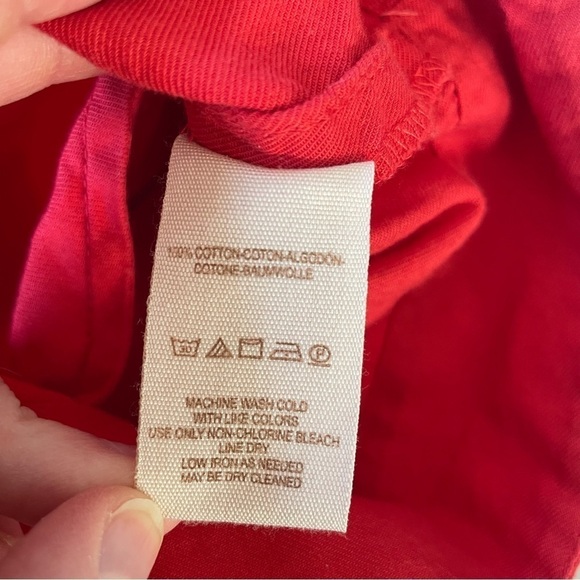 100% COTTON-COTON-ALGODÓN-
COTONE-BAUMWOLLE
MACHINE WASH COLD
WITH LIKE COLORS
USE ONLY NON-CHLORINE BLEACH
LINE DRY
LOW IRON AS NEEDED
MAY BE DRY CLEANED